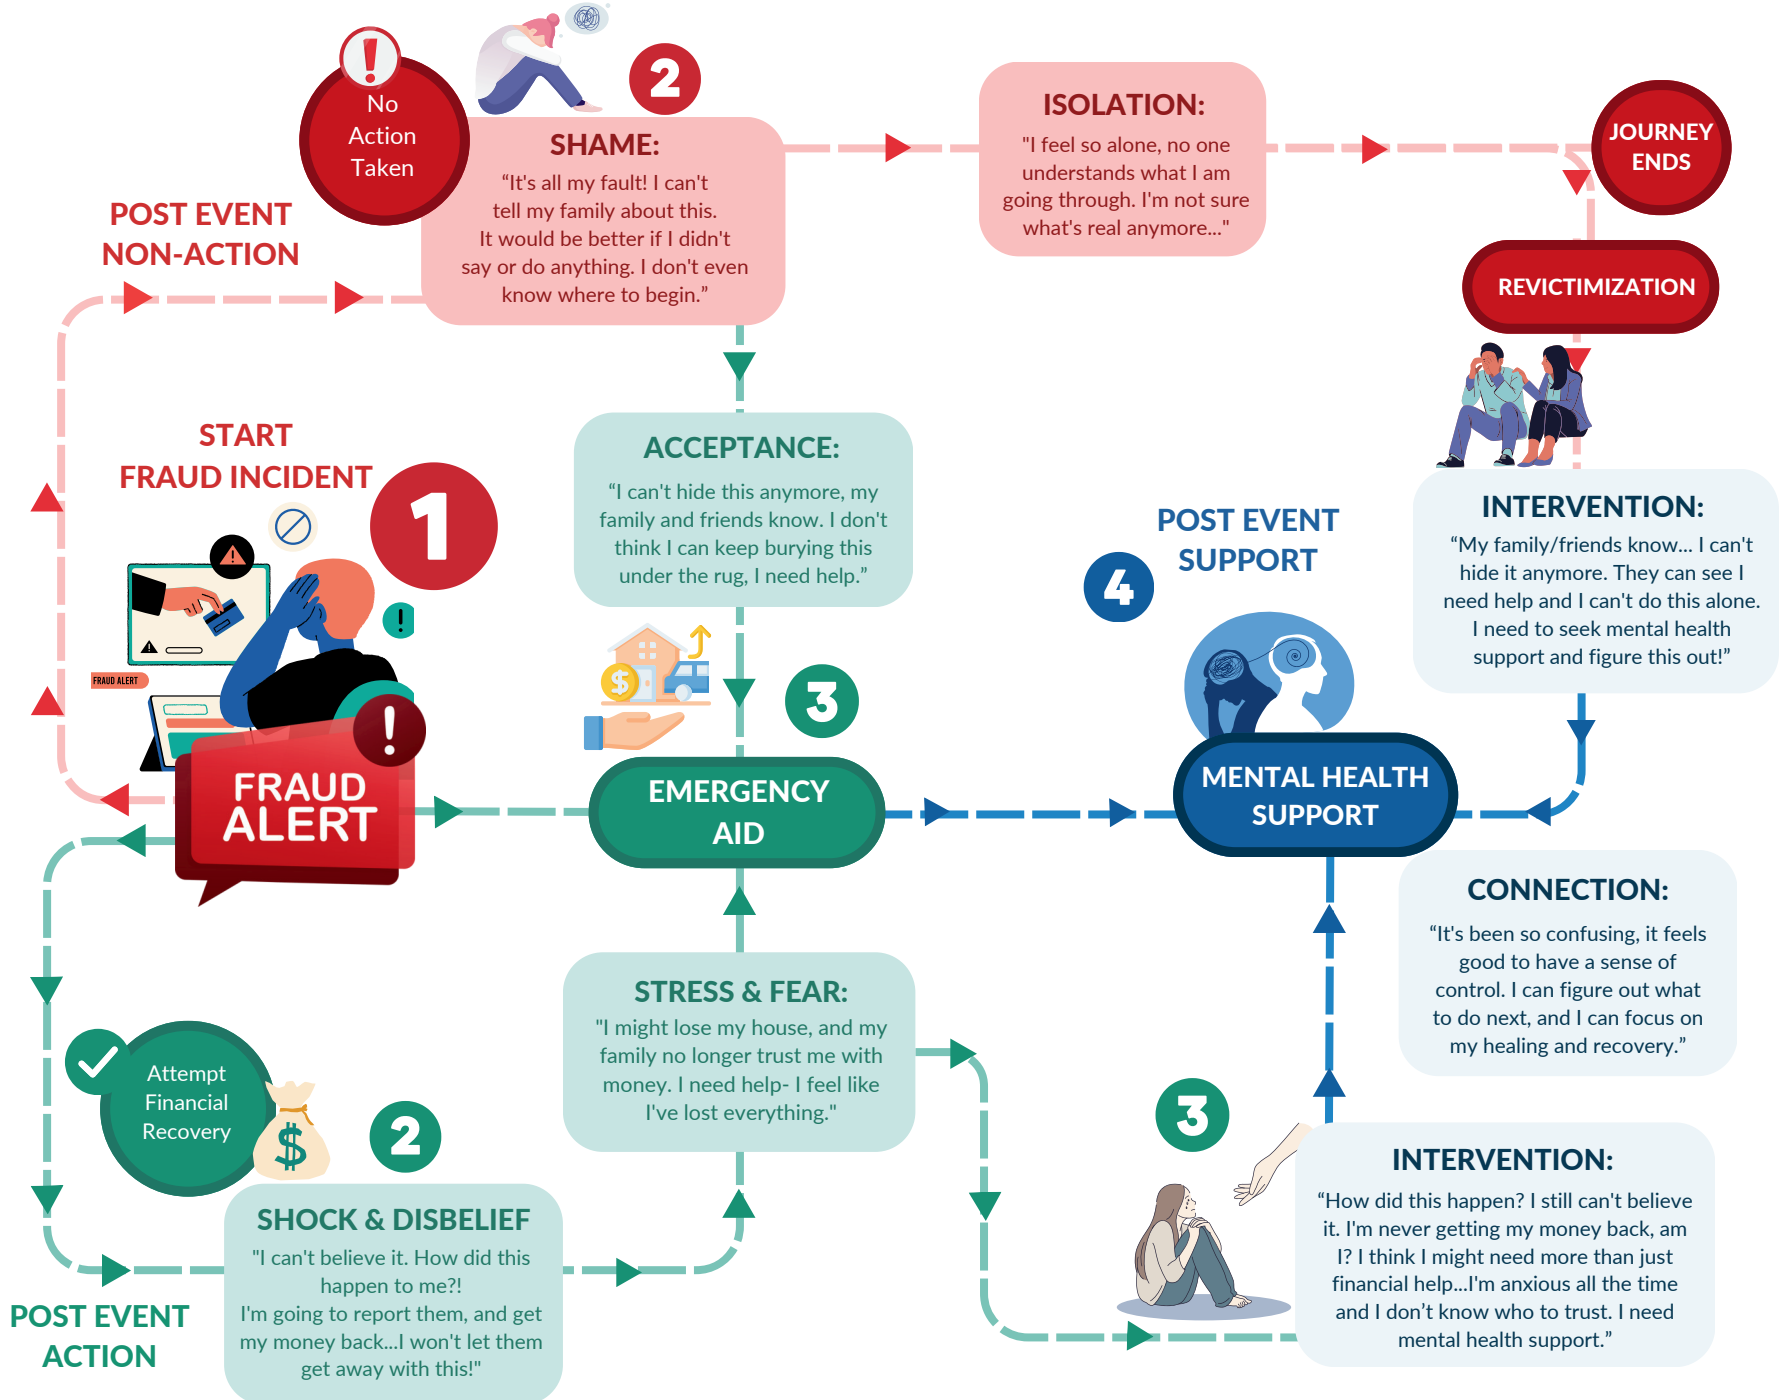 No
Action
Taken
2
SHAME:
“It's all my fault! I can't
tell my family about this.
It would be better if I didn't
say or do anything. I don't even
know where to begin.”
ISOLATION:
"I feel so alone, no one
understands what I am
going through. I'm not sure
what's real anymore..."
JOURNEY
ENDS
REVICTIMIZATION
POST EVENT
NON-ACTION
START
FRAUD INCIDENT
1
FRAUD ALERT
FRAUD
ALERT
ACCEPTANCE:
“I can't hide this anymore, my
family and friends know. I don't
think I can keep burying this
under the rug, I need help.”
3
EMERGENCY
AID
POST EVENT
SUPPORT
4
MENTAL HEALTH
SUPPORT
INTERVENTION:
“My family/friends know... I can't
hide it anymore. They can see I
need help and I can't do this alone.
I need to seek mental health
support and figure this out!”
CONNECTION:
“It's been so confusing, it feels
good to have a sense of
control. I can figure out what
to do next, and I can focus on
my healing and recovery.”
STRESS & FEAR:
"I might lose my house, and my
family no longer trust me with
money. I need help- I feel like
I've lost everything."
Attempt
Financial
Recovery
$
2
SHOCK & DISBELIEF
"I can't believe it. How did this
happen to me?!
I'm going to report them, and get
my money back...I won't let them
get away with this!"
POST EVENT
ACTION
3
INTERVENTION:
“How did this happen? I still can't believe
it. I'm never getting my money back, am
I? I think I might need more than just
financial help...I'm anxious all the time
and I don’t know who to trust. I need
mental health support.”